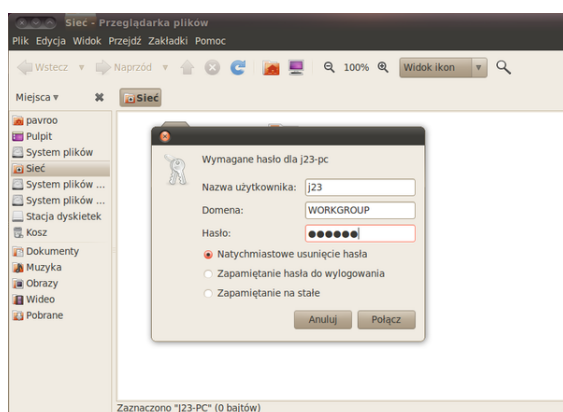 Sieć - Przeglądarka plików
Plik Edycja Widok Przejdź Zakładki Pomoc
Wstecz Naprzód 100% Widok ikon
Miejsca Sieć
pavroo
Pulpit
System plików
Sieć
System plików ...
System plików ...
Stacja dyskietek
Kosz
Dokumenty
Muzyka
Obrazy
Wideo
Pobrane
Wymagane hasło dla j23-pc
Nazwa użytkownika: j23
Domena: WORKGROUP
Hasło: ●●●●●●
Natychmiastowe usunięcie hasła
Zapamiętanie hasła do wylogowania
Zapamiętanie na stałe
Anuluj Połącz
Zaznaczono "J23-PC" (0 bajtów)